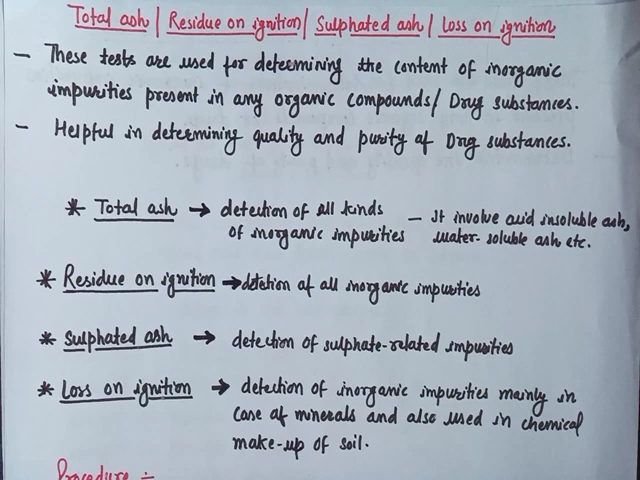 Total ash / Residue on ignition / Sulphated ash / Loss on ignition
- These tests are used for determining the content of inorganic
impurities present in any organic compounds / Drug substances.
- Helpful in determining quality and purity of Drug substances.
* Total ash → detection of all kinds
of inorganic impurities
- It involve acid insoluble ash,
water-soluble ash etc.
* Residue on ignition → detction of all inorganic impurities
* Sulphated ash → detection of sulphate-related impurities
* Loss on ignition → detection of inorganic impurities mainly in
Case of minerals and also used in chemical
make-up of soil.
Procedure :-